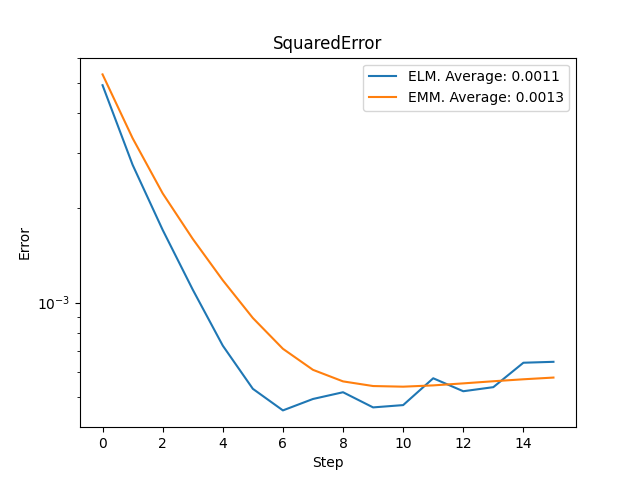 SquaredError
ELM. Average: 0.0011
EMM. Average: 0.0013
Error
10⁻³
0 2 4 6 8 10 12 14
Step